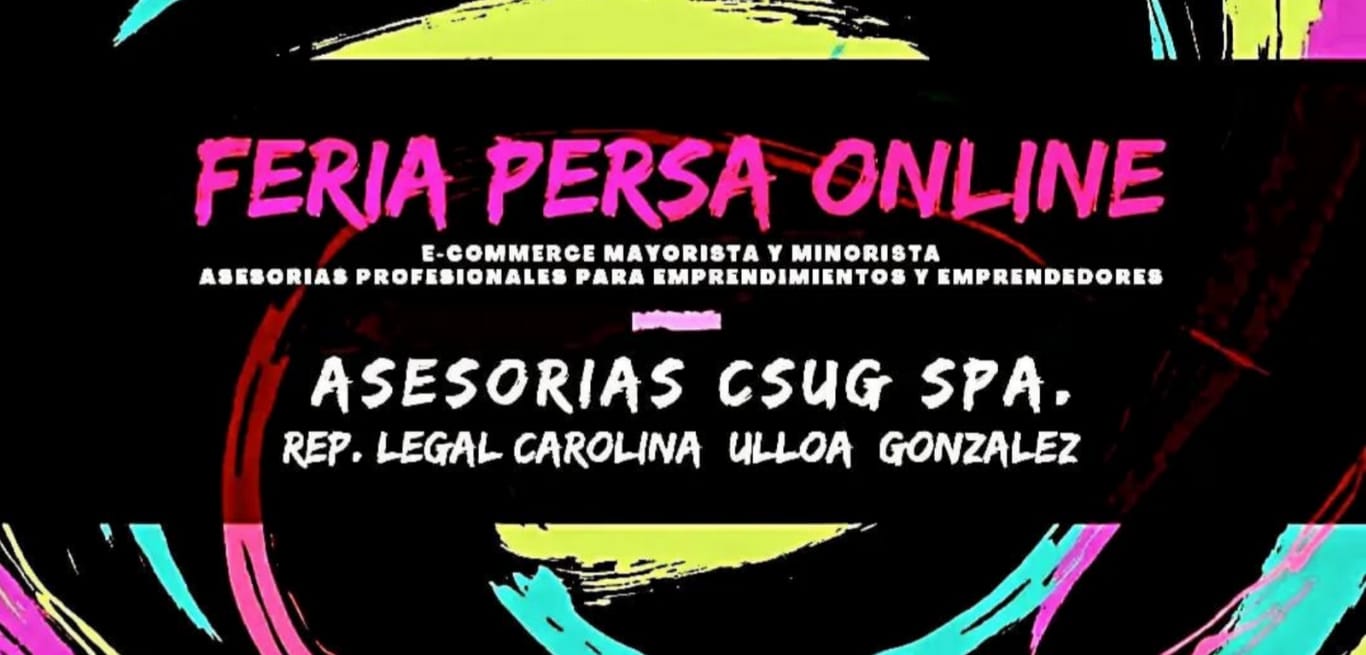 FERIA PERSA ONLINE
E-COMMERCE MAYORISTA Y MINORISTA
ASESORIAS PROFESIONALES PARA EMPRENDIMIENTOS Y EMPRENDEDORES
ASESORIAS CSUG SPA.
REP. LEGAL CAROLINA ULLOA GONZALEZ